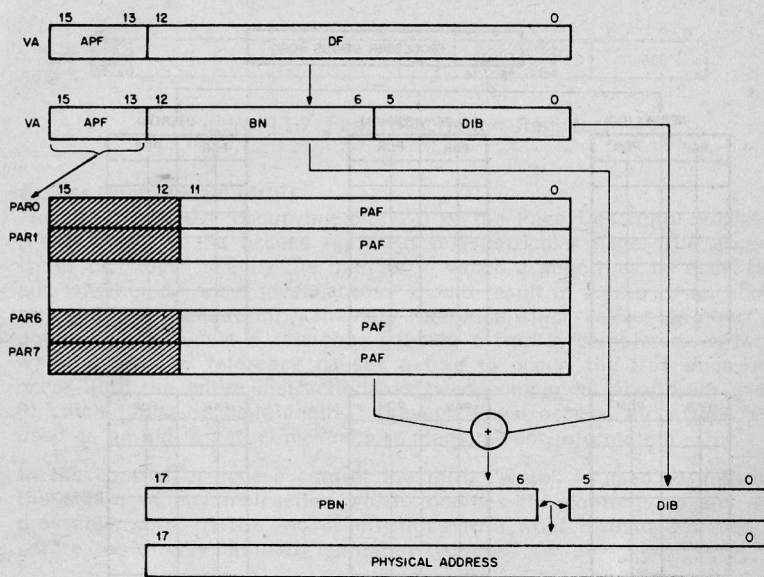 15 13 12 0
VA APF DF
15 13 12 6 5 0
VA APF BN DIB
15 12 11 0
PAR0 PAF
PAR1 PAF
PAR6 PAF
PAR7 PAF
+
17 6 5 0
PBN DIB
17 0
PHYSICAL ADDRESS